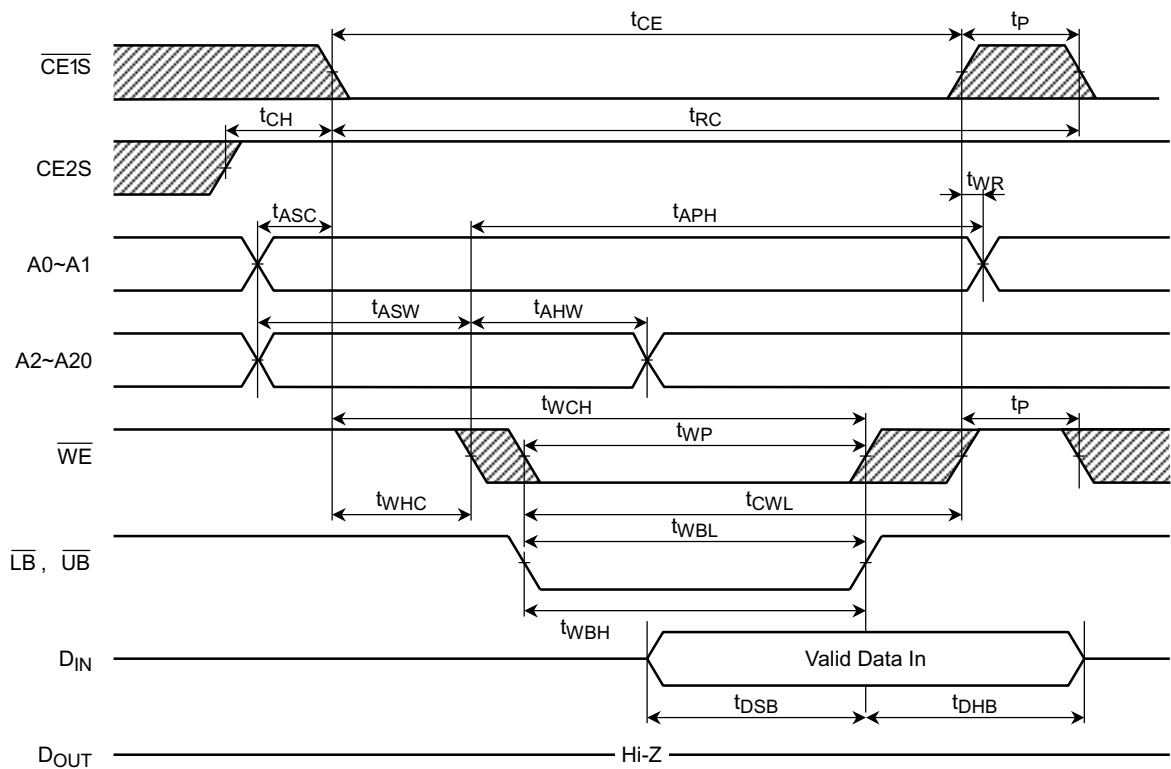 tCE
tP
CE1S
tCH
tRC
CE2S
tWR
tASC
tAPH
A0~A1
tASW
tAHW
A2~A20
tWCH
tP
tWP
WE
tWHC
tCWL
tWBL
LB , UB
tWBH
DIN
Valid Data In
tDSB
tDHB
DOUT
Hi-Z